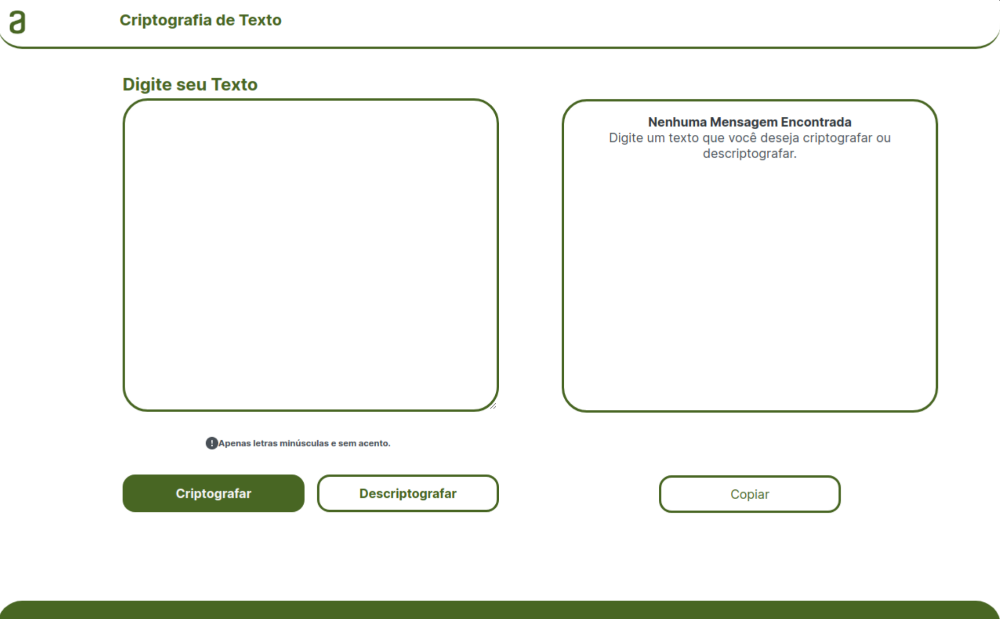 a
Criptografia de Texto
Digite seu Texto
Nenhuma Mensagem Encontrada
Digite um texto que você deseja criptografar ou
descriptografar.
Apenas letras minúsculas e sem acento.
Criptografar
Descriptografar
Copiar